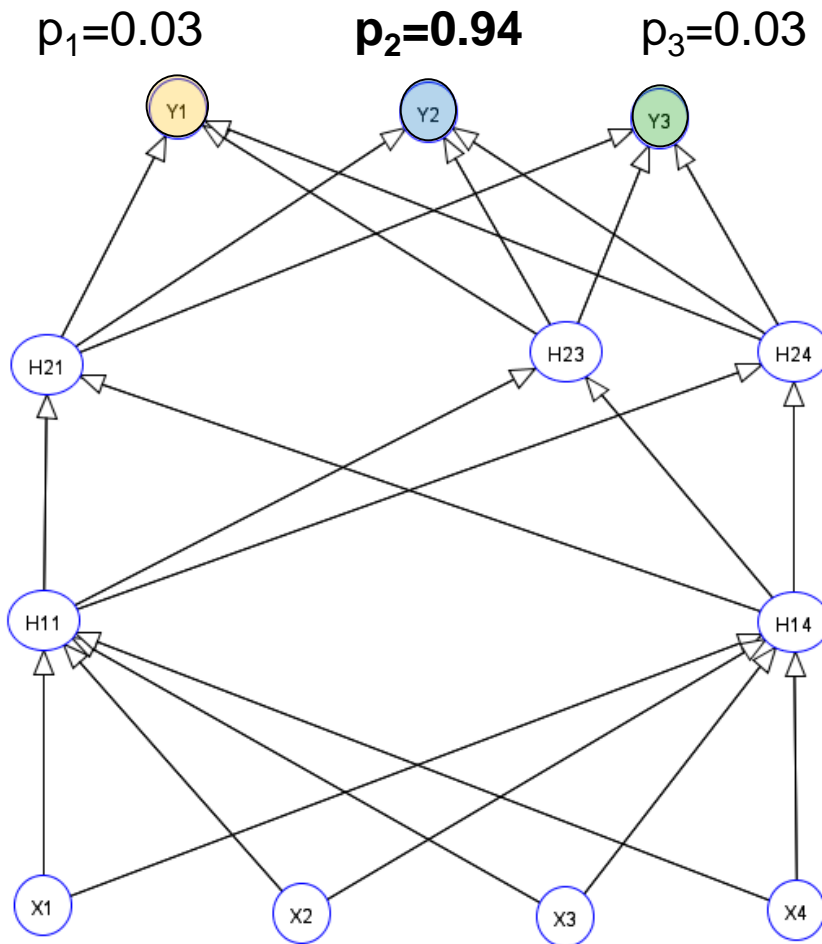 p₁=0.03 p₂=0.94 p₃=0.03
Y1 Y2 Y3
H21 H23 H24
H11 H14
X1 X2 X3 X4